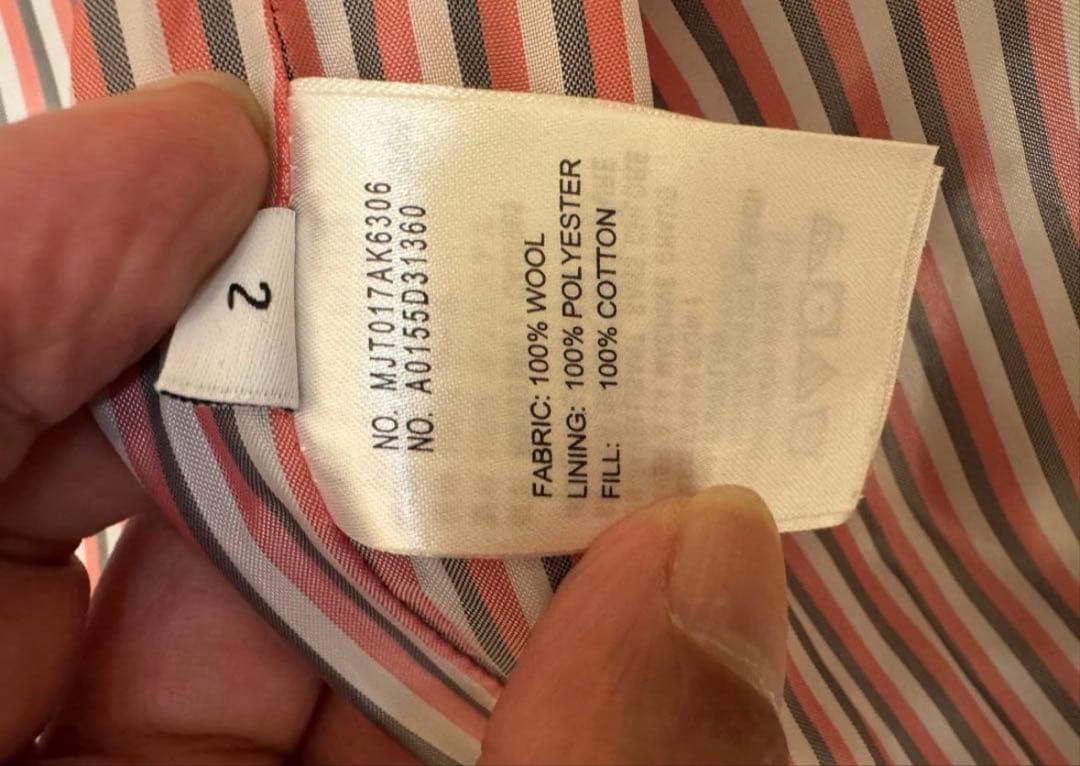 2
NO. MJT017AK6306
NO. A0155D31360
FABRIC: 100% WOOL
LINING: 100% POLYESTER
FILL: 100% COTTON